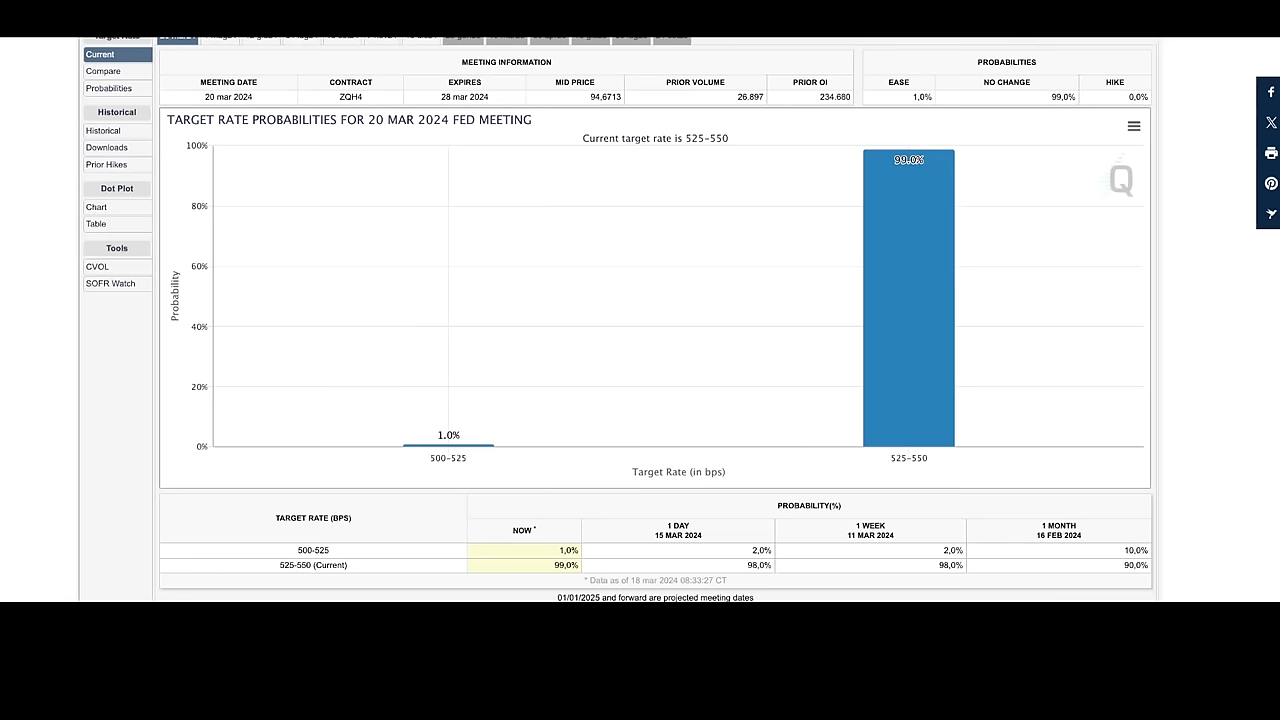 Current
Compare
Probabilities
Historical
Historical
Downloads
Prior Hikes
Dot Plot
Chart
Table
Tools
CVOL
SOFR Watch
MEETING INFORMATION
MEETING DATE CONTRACT EXPIRES MID PRICE PRIOR VOLUME PRIOR OI
20 mar 2024 ZQH4 28 mar 2024 94,6713 26.897 234.680
PROBABILITIES
EASE NO CHANGE HIKE
1,0% 99,0% 0,0%
TARGET RATE PROBABILITIES FOR 20 MAR 2024 FED MEETING
Current target rate is 525-550
100%
80%
60%
40%
20%
0%
Probability
1.0%
99.0%
Q
500-525 525-550
Target Rate (in bps)
TARGET RATE (BPS) PROBABILITY(%)
NOW * 1 DAY 1 WEEK 1 MONTH
15 MAR 2024 11 MAR 2024 16 FEB 2024
500-525 1,0% 2,0% 2,0% 10,0%
525-550 (Current) 99,0% 98,0% 98,0% 90,0%
* Data as of 18 mar 2024 08:33:27 CT
01/01/2025 and forward are projected meeting dates